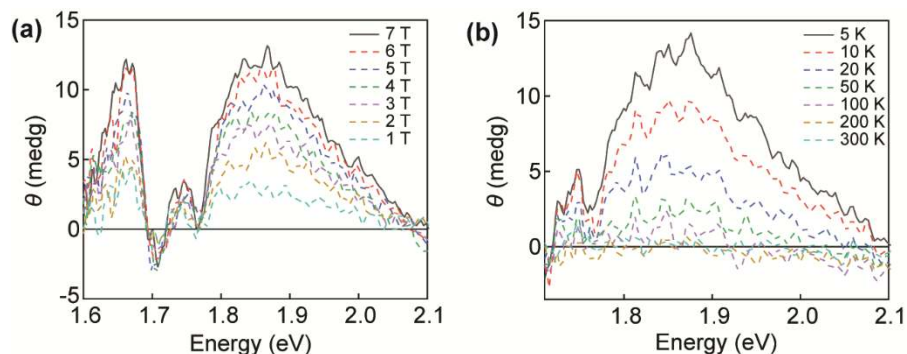 (a)
15
10
5
0
-5
θ (medg)
7 T
6 T
5 T
4 T
3 T
2 T
1 T
1.6 1.7 1.8 1.9 2.0 2.1
Energy (eV)
(b)
15
10
5
0
θ (medg)
5 K
10 K
20 K
50 K
100 K
200 K
300 K
1.8 1.9 2.0 2.1
Energy (eV)